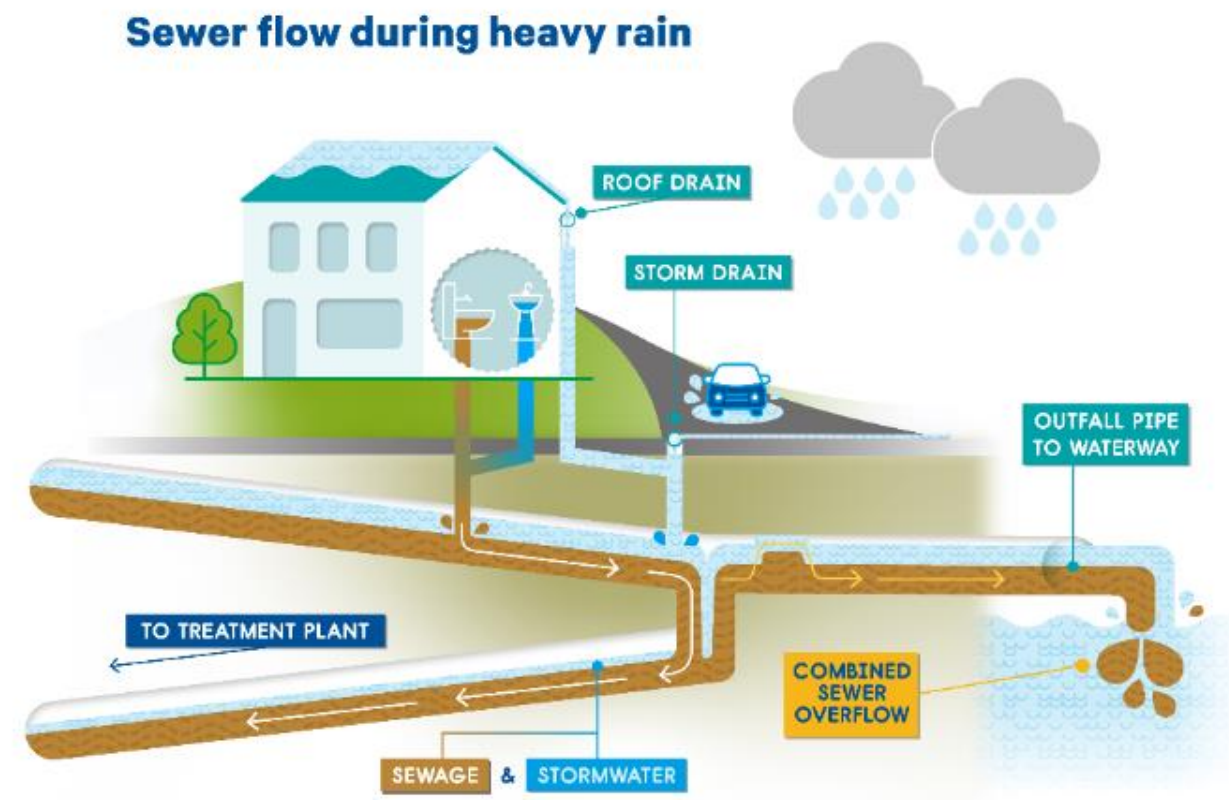 Sewer flow during heavy rain
ROOF DRAIN
STORM DRAIN
OUTFALL PIPE
TO WATERWAY
TO TREATMENT PLANT
COMBINED
SEWER
OVERFLOW
SEWAGE & STORMWATER